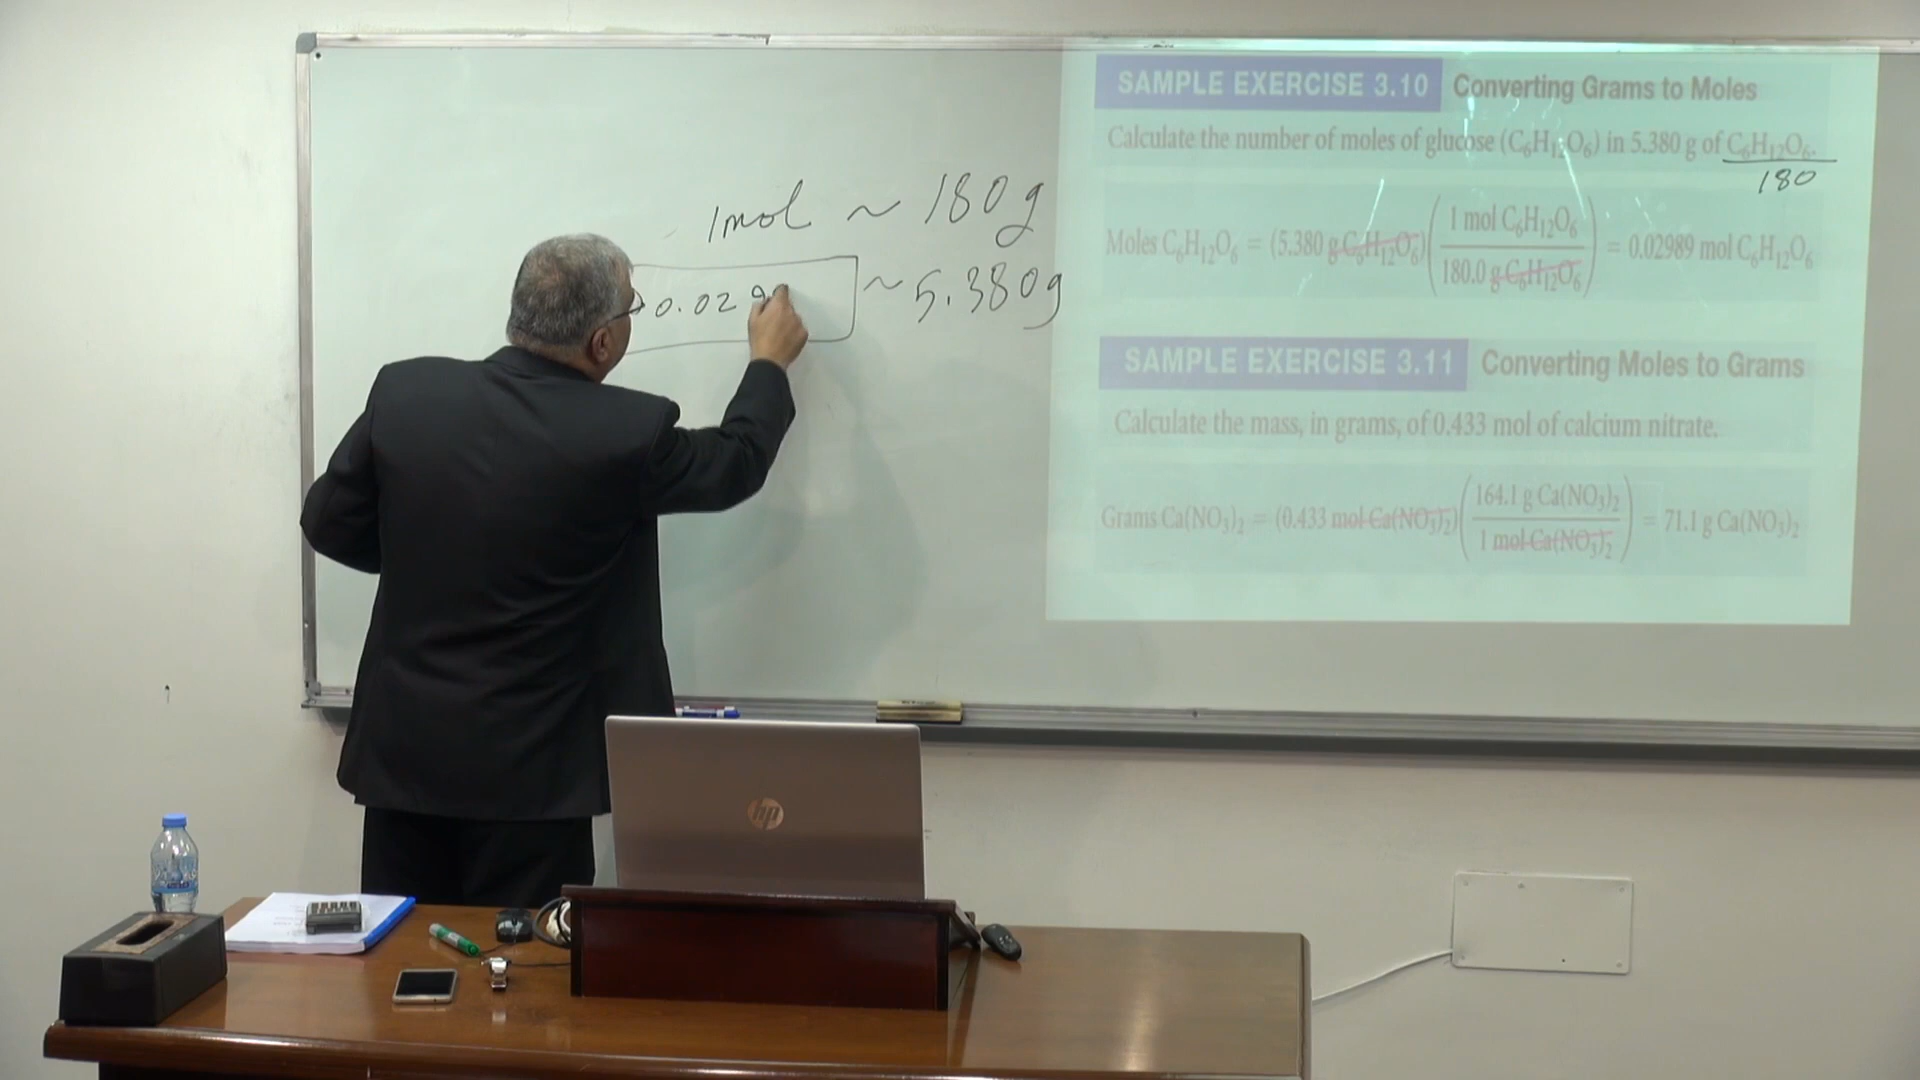 1mol ~ 180g
0.029
~ 5.380g
SAMPLE EXERCISE 3.10 Converting Grams to Moles
Calculate the number of moles of glucose (C₆H₁₂O₆) in 5.380 g of C₆H₁₂O₆.
180
Moles C₆H₁₂O₆ = (5.380 g C₆H₁₂O₆)(1 mol C₆H₁₂O₆ / 180.0 g C₆H₁₂O₆) = 0.02989 mol C₆H₁₂O₆
SAMPLE EXERCISE 3.11 Converting Moles to Grams
Calculate the mass, in grams, of 0.433 mol of calcium nitrate.
Grams Ca(NO₃)₂ = (0.433 mol Ca(NO₃)₂)(164.1 g Ca(NO₃)₂ / 1 mol Ca(NO₃)₂) = 71.1 g Ca(NO₃)₂
hp